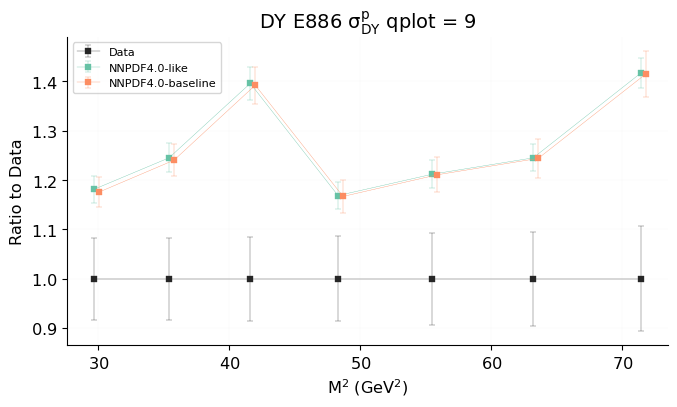 DY E886 σᵖ_DY qplot = 9
Data
NNPDF4.0-like
NNPDF4.0-baseline
Ratio to Data
1.4
1.3
1.2
1.1
1.0
0.9
30 40 50 60 70
M² (GeV²)